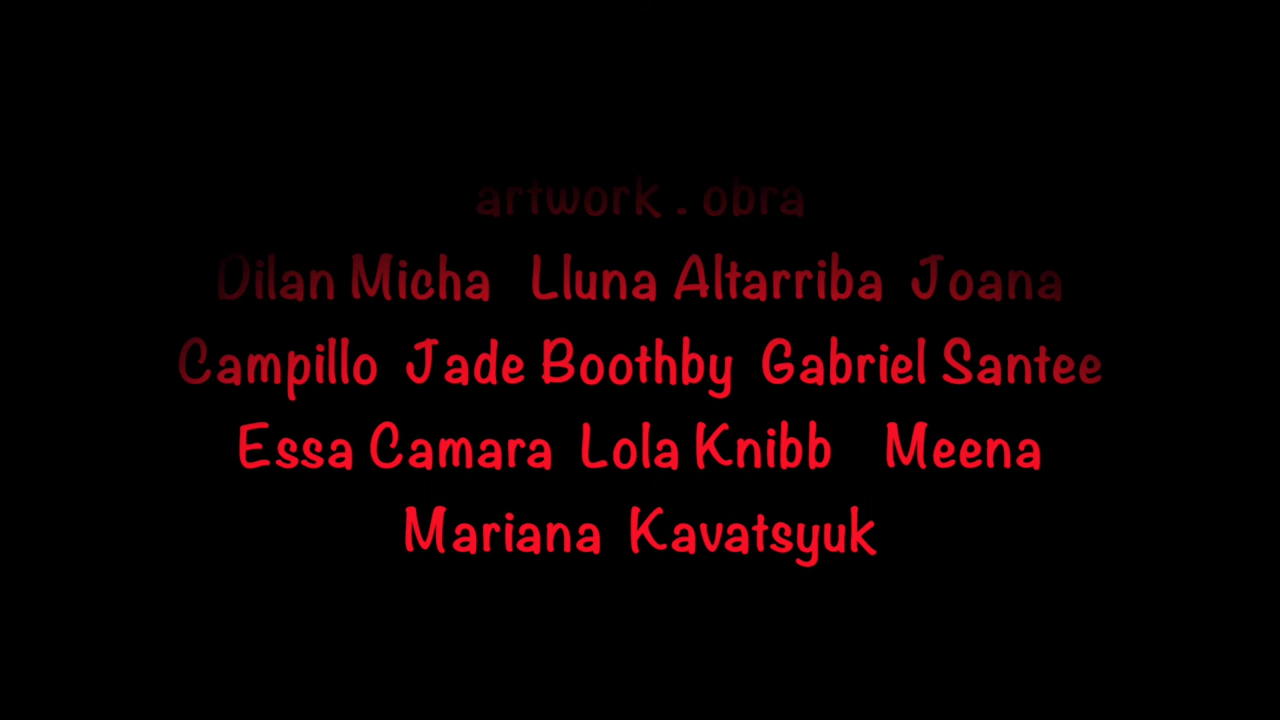 artwork . obra
Dilan Micha Lluna Altarriba Joana
Campillo Jade Boothby Gabriel Santee
Essa Camara Lola Knibb Meena
Mariana Kavatsyuk